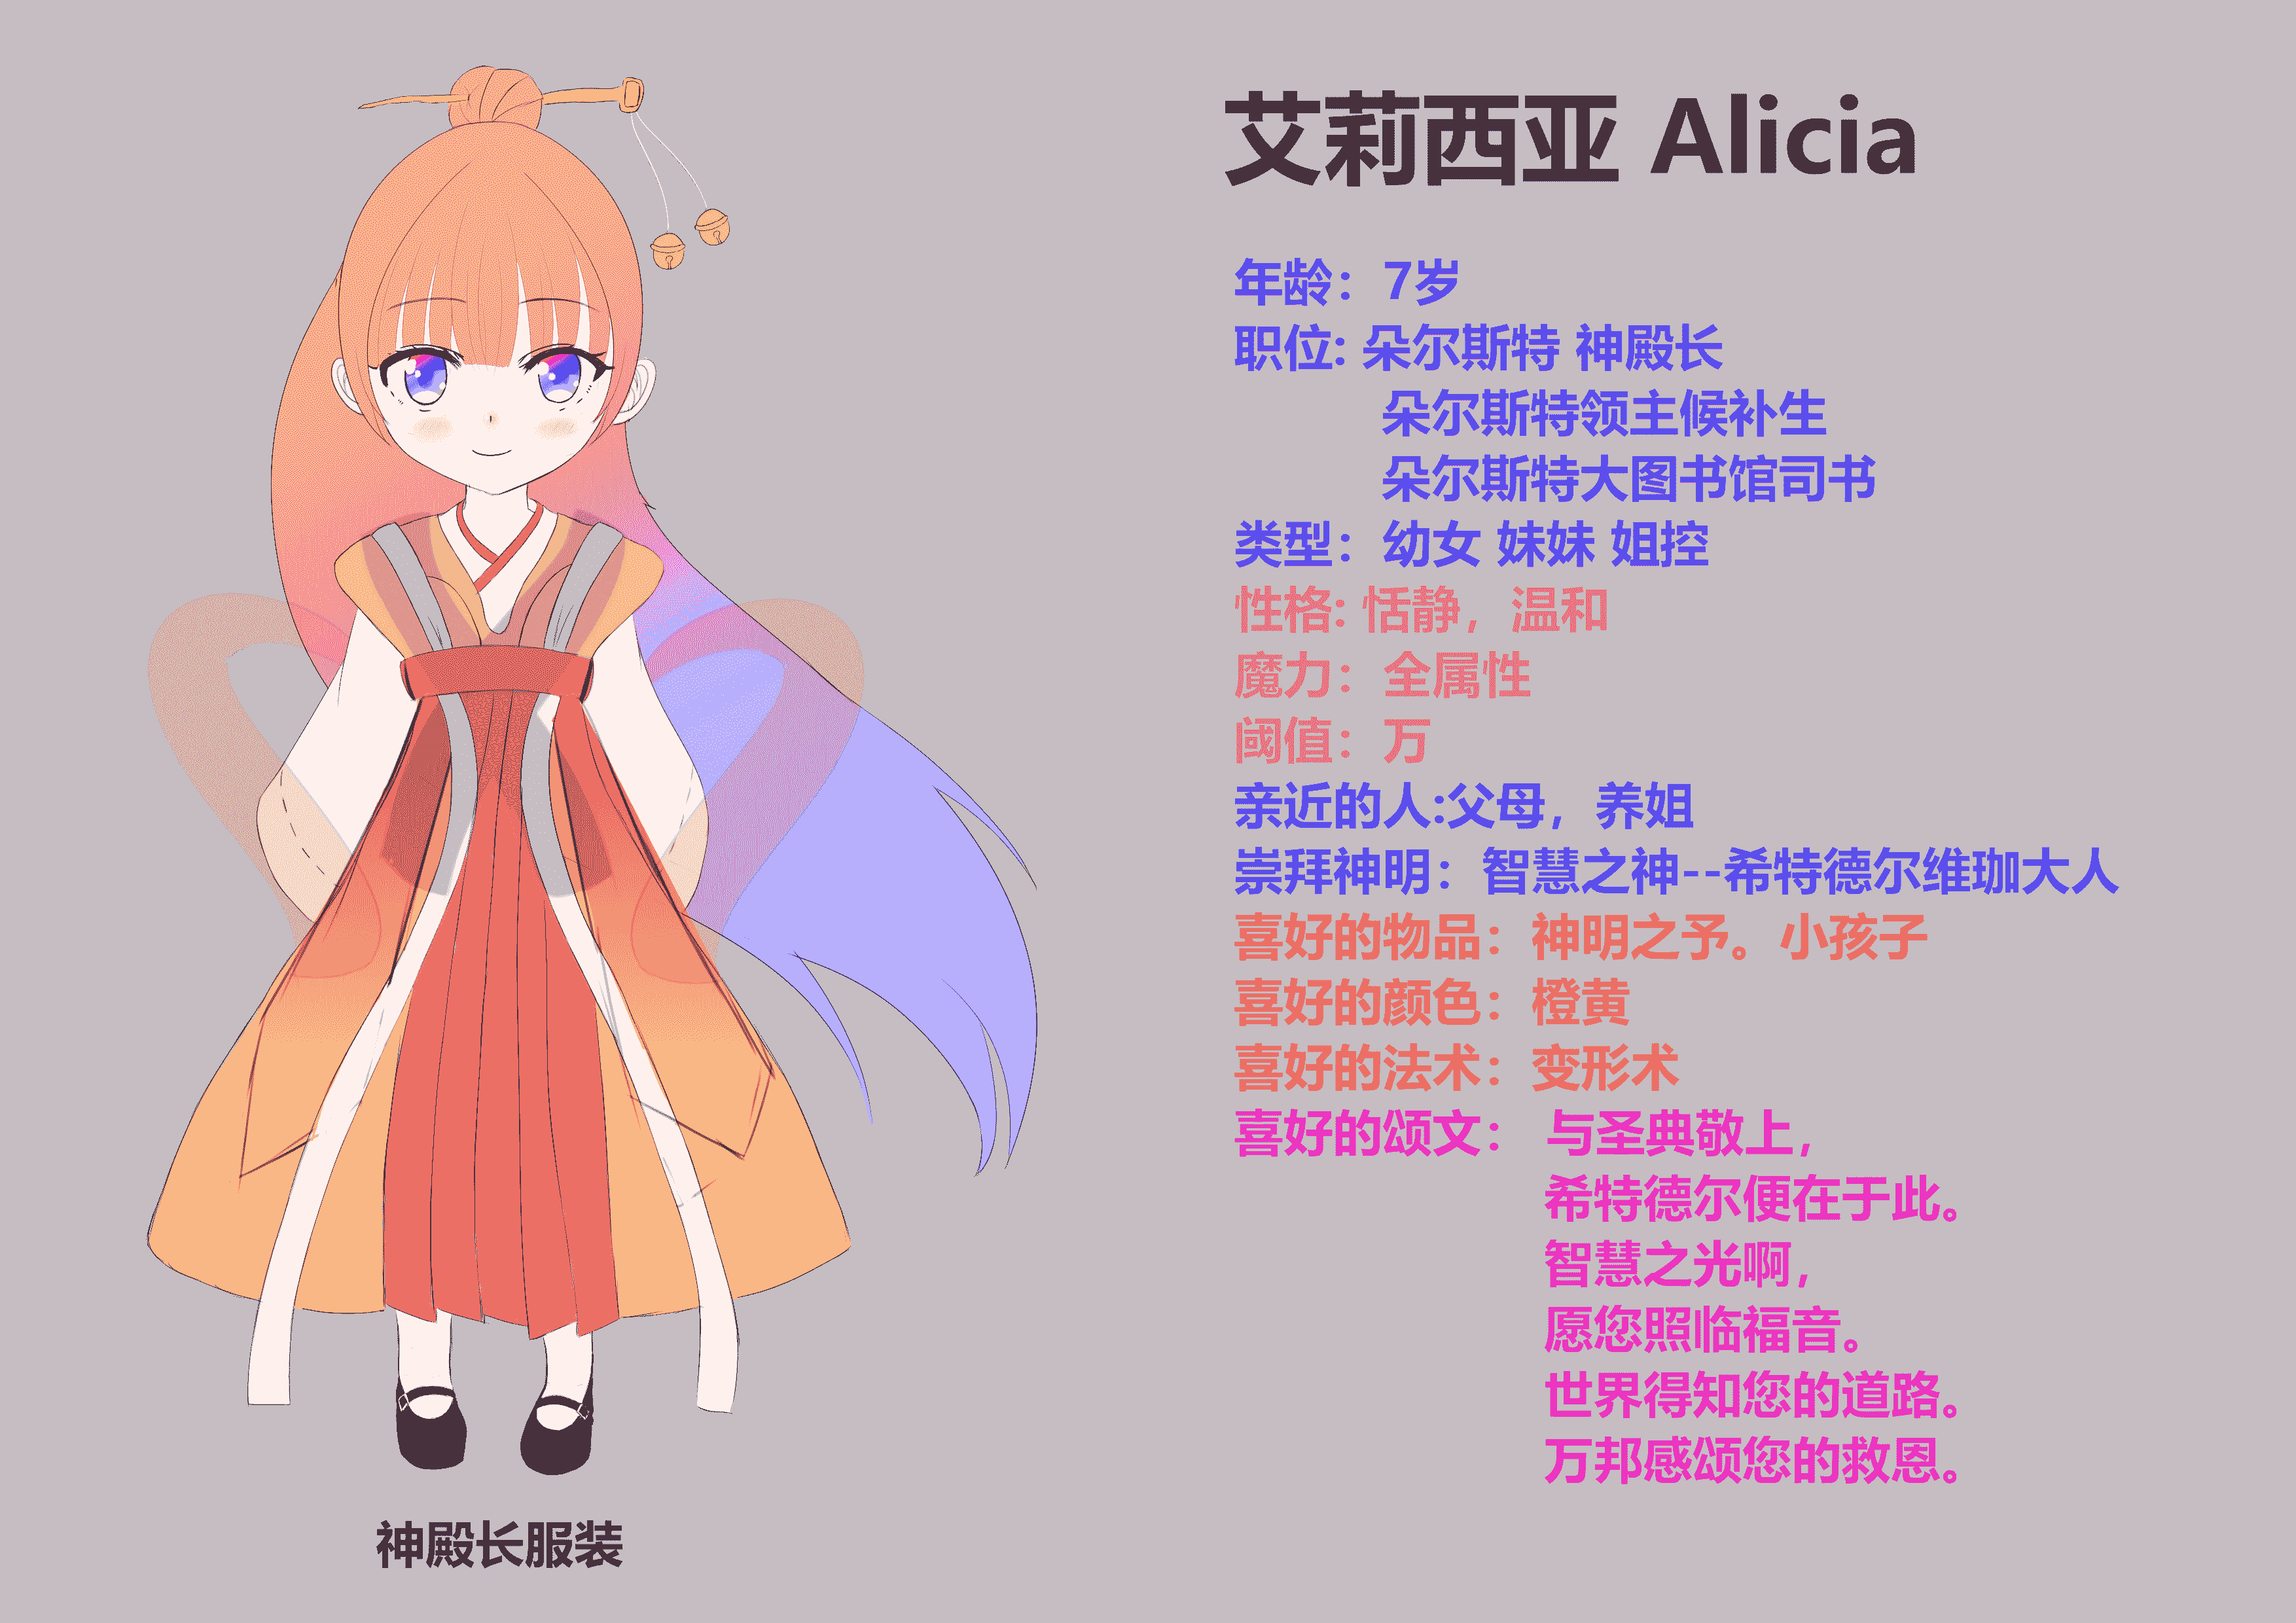 艾莉西亚 Alicia
年龄：7岁
职位: 朵尔斯特 神殿长
朵尔斯特领主候补生
朵尔斯特大图书馆司书
类型：幼女 妹妹 姐控
性格: 恬静，温和
魔力：全属性
阈值：万
亲近的人:父母，养姐
崇拜神明：智慧之神--希特德尔维珈大人
喜好的物品：神明之予。小孩子
喜好的颜色：橙黄
喜好的法术：变形术
喜好的颂文： 与圣典敬上，
希特德尔便在于此。
智慧之光啊，
愿您照临福音。
世界得知您的道路。
万邦感颂您的救恩。
神殿长服装